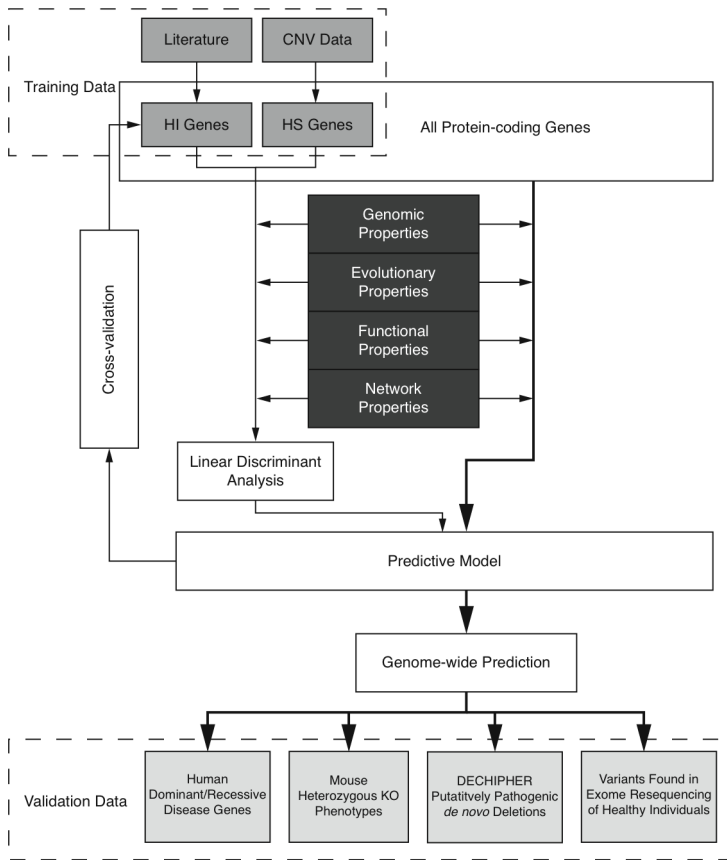 Literature
CNV Data
Training Data
HI Genes
HS Genes
All Protein-coding Genes
Genomic
Properties
Evolutionary
Properties
Functional
Properties
Network
Properties
Cross-validation
Linear Discriminant
Analysis
Predictive Model
Genome-wide Prediction
Validation Data
Human
Dominant/Recessive
Disease Genes
Mouse
Heterozygous KO
Phenotypes
DECHIPHER
Putatitvely Pathogenic
de novo Deletions
Variants Found in
Exome Resequencing
of Healthy Individuals